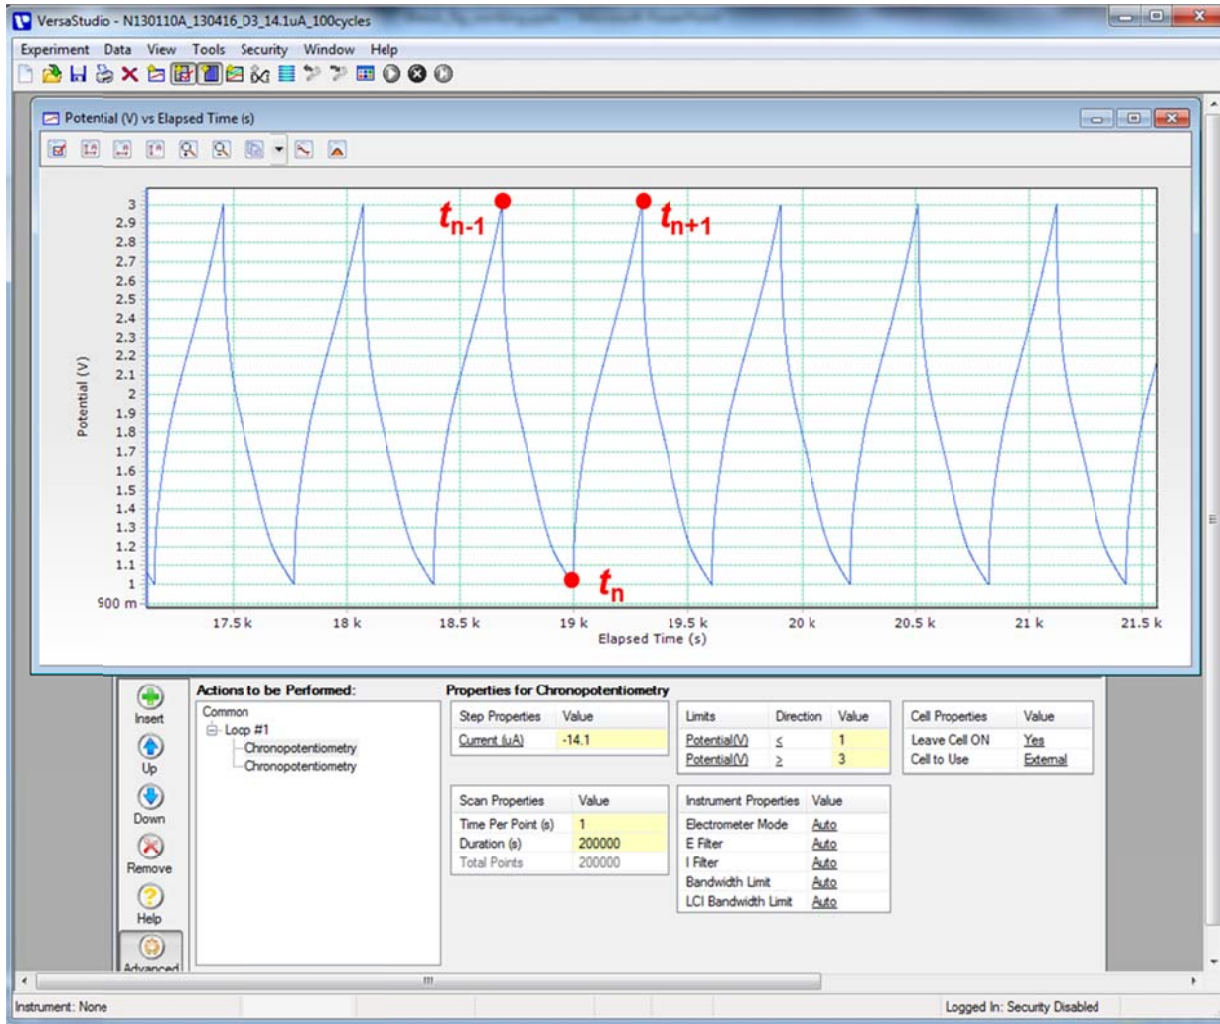 VersaStudio - N130110A_130416_D3_14.1uA_100cycles
Experiment Data View Tools Security Window Help
Potential (V) vs Elapsed Time (s)
3
2.9
2.8
2.7
2.6
2.5
2.4
2.3
2.2
2.1
2
1.9
1.8
1.7
1.6
1.5
1.4
1.3
1.2
1.1
1
900 m
Potential (V)
tn-1
tn+1
tn
17.5 k 18 k 18.5 k 19 k 19.5 k 20 k 20.5 k 21 k 21.5 k
Elapsed Time (s)
Insert
Up
Down
Remove
Help
Advanced
Actions to be Performed:
Common
Loop #1
Chronopotentiometry
Chronopotentiometry
Properties for Chronopotentiometry
Step Properties Value
Current (uA) -14.1
Limits Direction Value
Potential(V) ≤ 1
Potential(V) ≥ 3
Cell Properties Value
Leave Cell ON Yes
Cell to Use External
Scan Properties Value
Time Per Point (s) 1
Duration (s) 200000
Total Points 200000
Instrument Properties Value
Electrometer Mode Auto
E Filter Auto
I Filter Auto
Bandwidth Limit Auto
LCI Bandwidth Limit Auto
Instrument: None
Logged In: Security Disabled